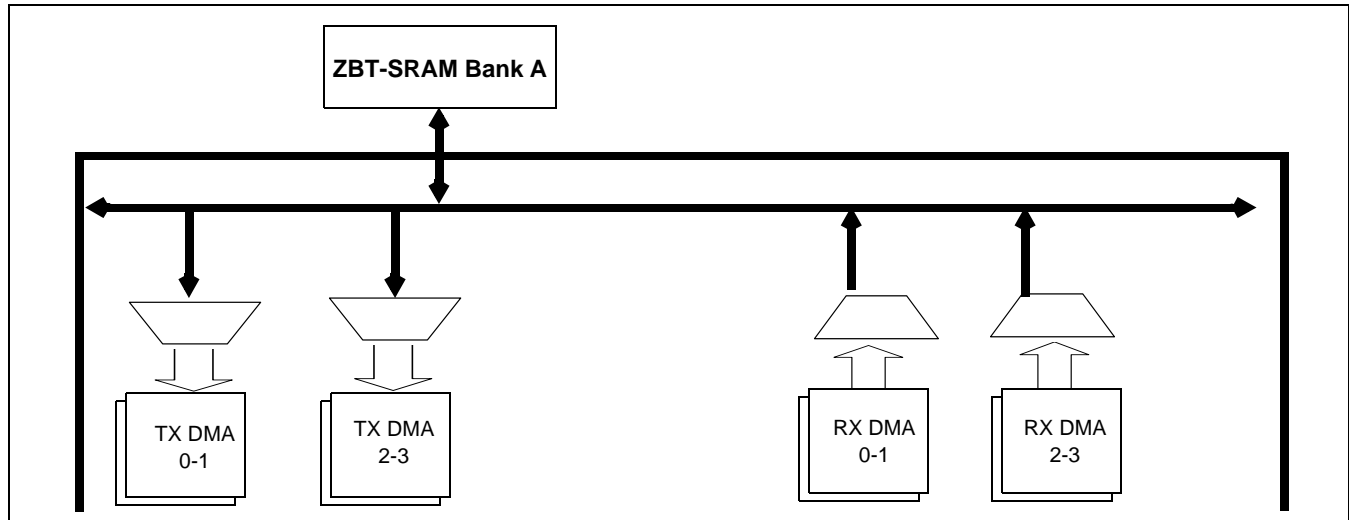 ZBT-SRAM Bank A
TX DMA
0-1
TX DMA
2-3
RX DMA
0-1
RX DMA
2-3